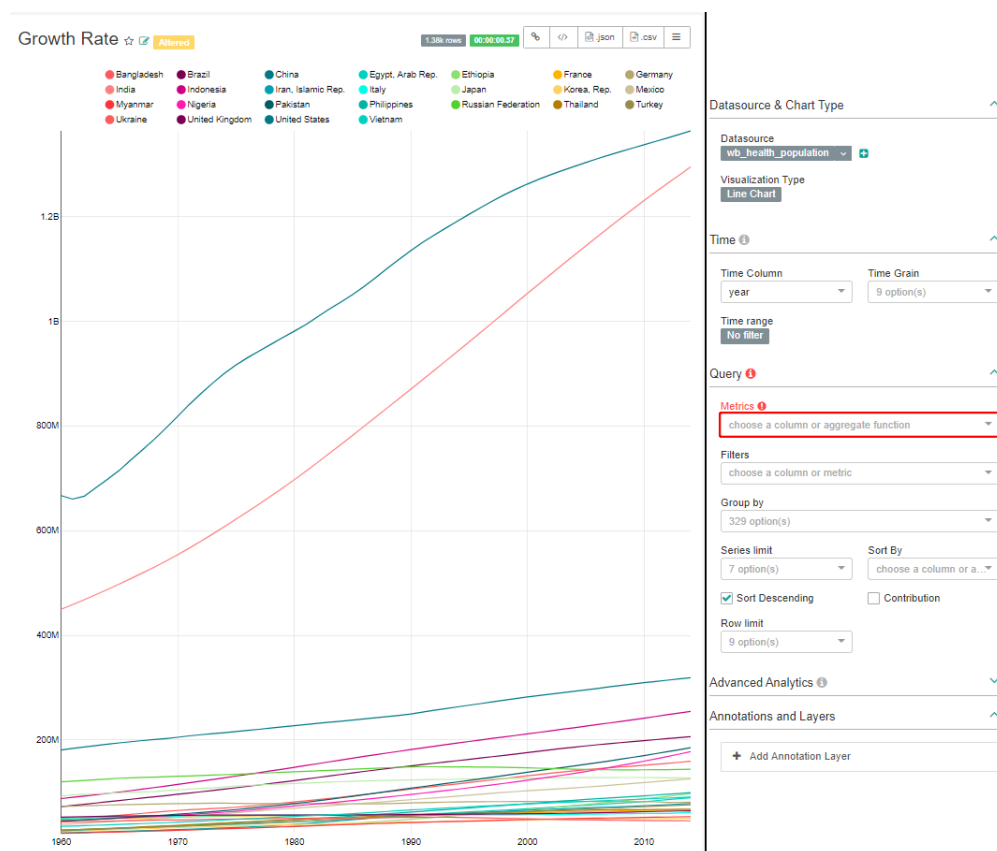 Growth Rate
Altered
1.38k rows 00:00:00.37 </> .json .csv
Bangladesh Brazil China Egypt, Arab Rep. Ethiopia France Germany
India Indonesia Iran, Islamic Rep. Italy Japan Korea, Rep. Mexico
Myanmar Nigeria Pakistan Philippines Russian Federation Thailand Turkey
Ukraine United Kingdom United States Vietnam
1.2B
1B
800M
600M
400M
200M
1960 1970 1980 1990 2000 2010
Datasource & Chart Type
Datasource
wb_health_population
Visualization Type
Line Chart
Time
Time Column Time Grain
year 9 option(s)
Time range
No filter
Query
Metrics
choose a column or aggregate function
Filters
choose a column or metric
Group by
329 option(s)
Series limit Sort By
7 option(s) choose a column or a...
Sort Descending Contribution
Row limit
9 option(s)
Advanced Analytics
Annotations and Layers
+ Add Annotation Layer